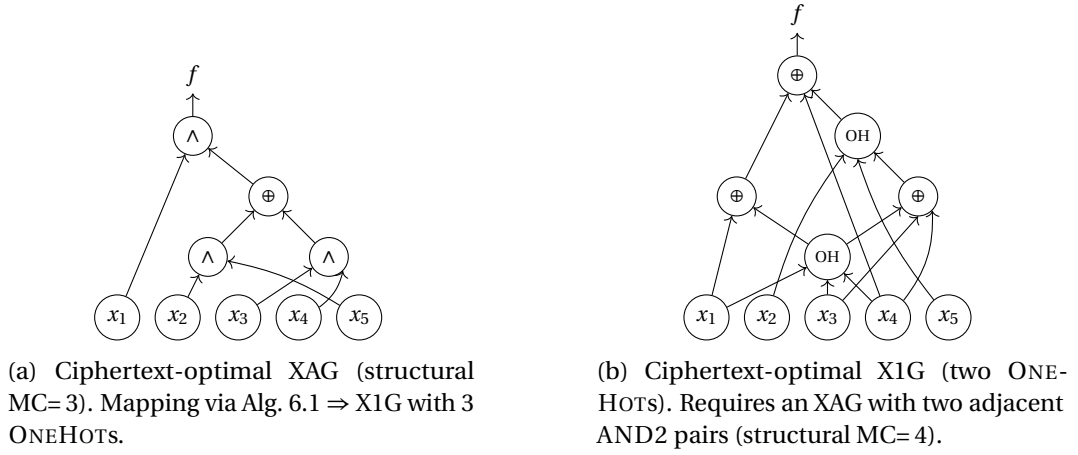 f
∧
⊕
∧ ∧
x1 x2 x3 x4 x5
(a) Ciphertext-optimal XAG (structural
MC= 3). Mapping via Alg. 6.1 ⇒ X1G with 3
ONEHOTs.
f
⊕
OH
⊕ ⊕
OH
x1 x2 x3 x4 x5
(b) Ciphertext-optimal X1G (two ONE-
HOTs). Requires an XAG with two adjacent
AND2 pairs (structural MC= 4).